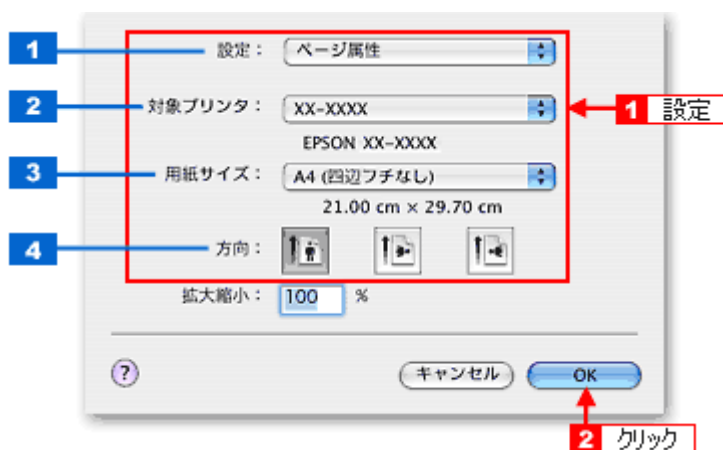 1 設定： ページ属性
2 対象プリンタ： XX-XXXX 1 設定
EPSON XX-XXXX
3 用紙サイズ： A4 (四辺フチなし)
21.00 cm × 29.70 cm
4 方向：
拡大縮小： 100 %
? キャンセル OK
2 クリック